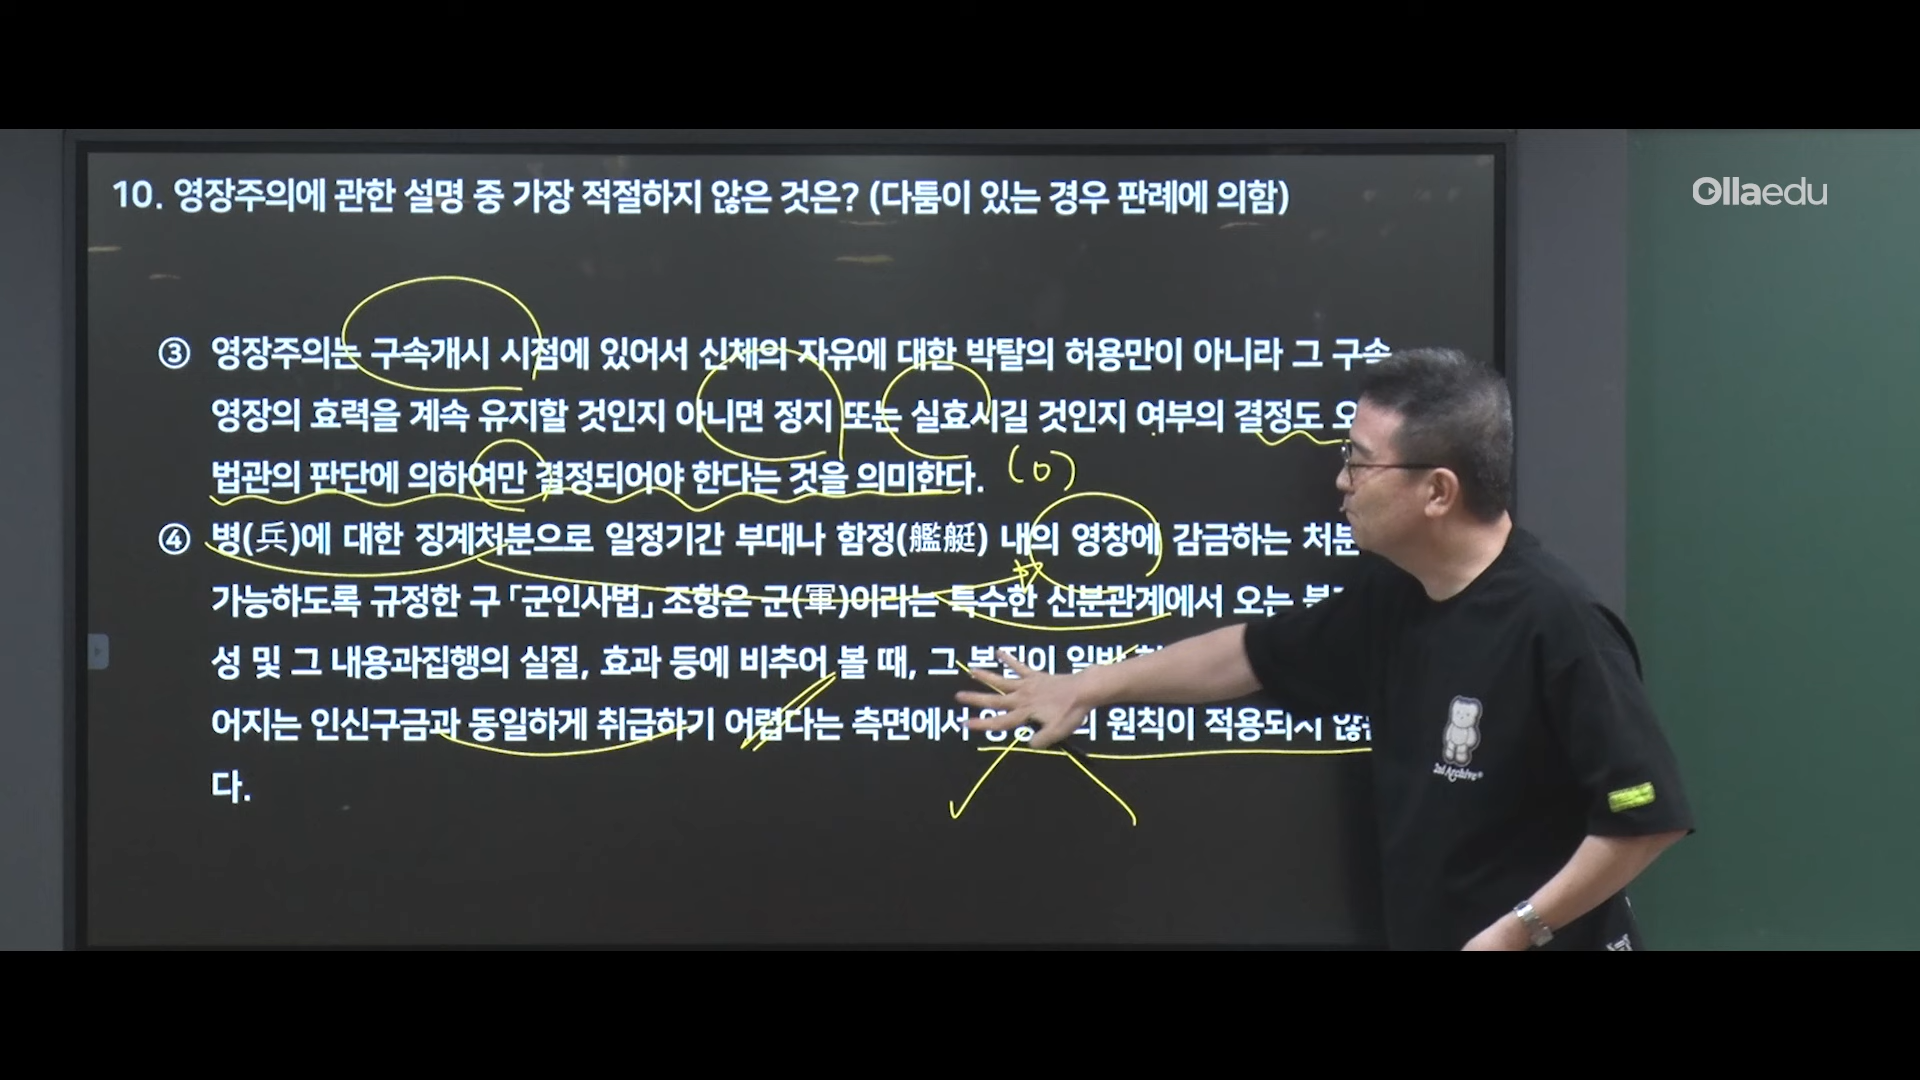 10. 영장주의에 관한 설명 중 가장 적절하지 않은 것은? (다툼이 있는 경우 판례에 의함)
Ollaedu
③ 영장주의는 구속개시 시점에 있어서 신체의 자유에 대한 박탈의 허용만이 아니라 그 구속
영장의 효력을 계속 유지할 것인지 아니면 정지 또는 실효시킬 것인지 여부의 결정도
법관의 판단에 의하여만 결정되어야 한다는 것을 의미한다. (O)
④ 병(兵)에 대한 징계처분으로 일정기간 부대나 함정(艦艇) 내의 영창에 감금하는 처분
가능하도록 규정한 구 「군인사법」 조항은 군(軍)이라는 특수한 신분관계에서 오는
성 및 그 내용과집행의 실질, 효과 등에 비추어 볼 때, 그 본질이 일반
어지는 인신구금과 동일하게 취급하기 어렵다는 측면에서 원칙이 적용되지
다.
2nd Archive